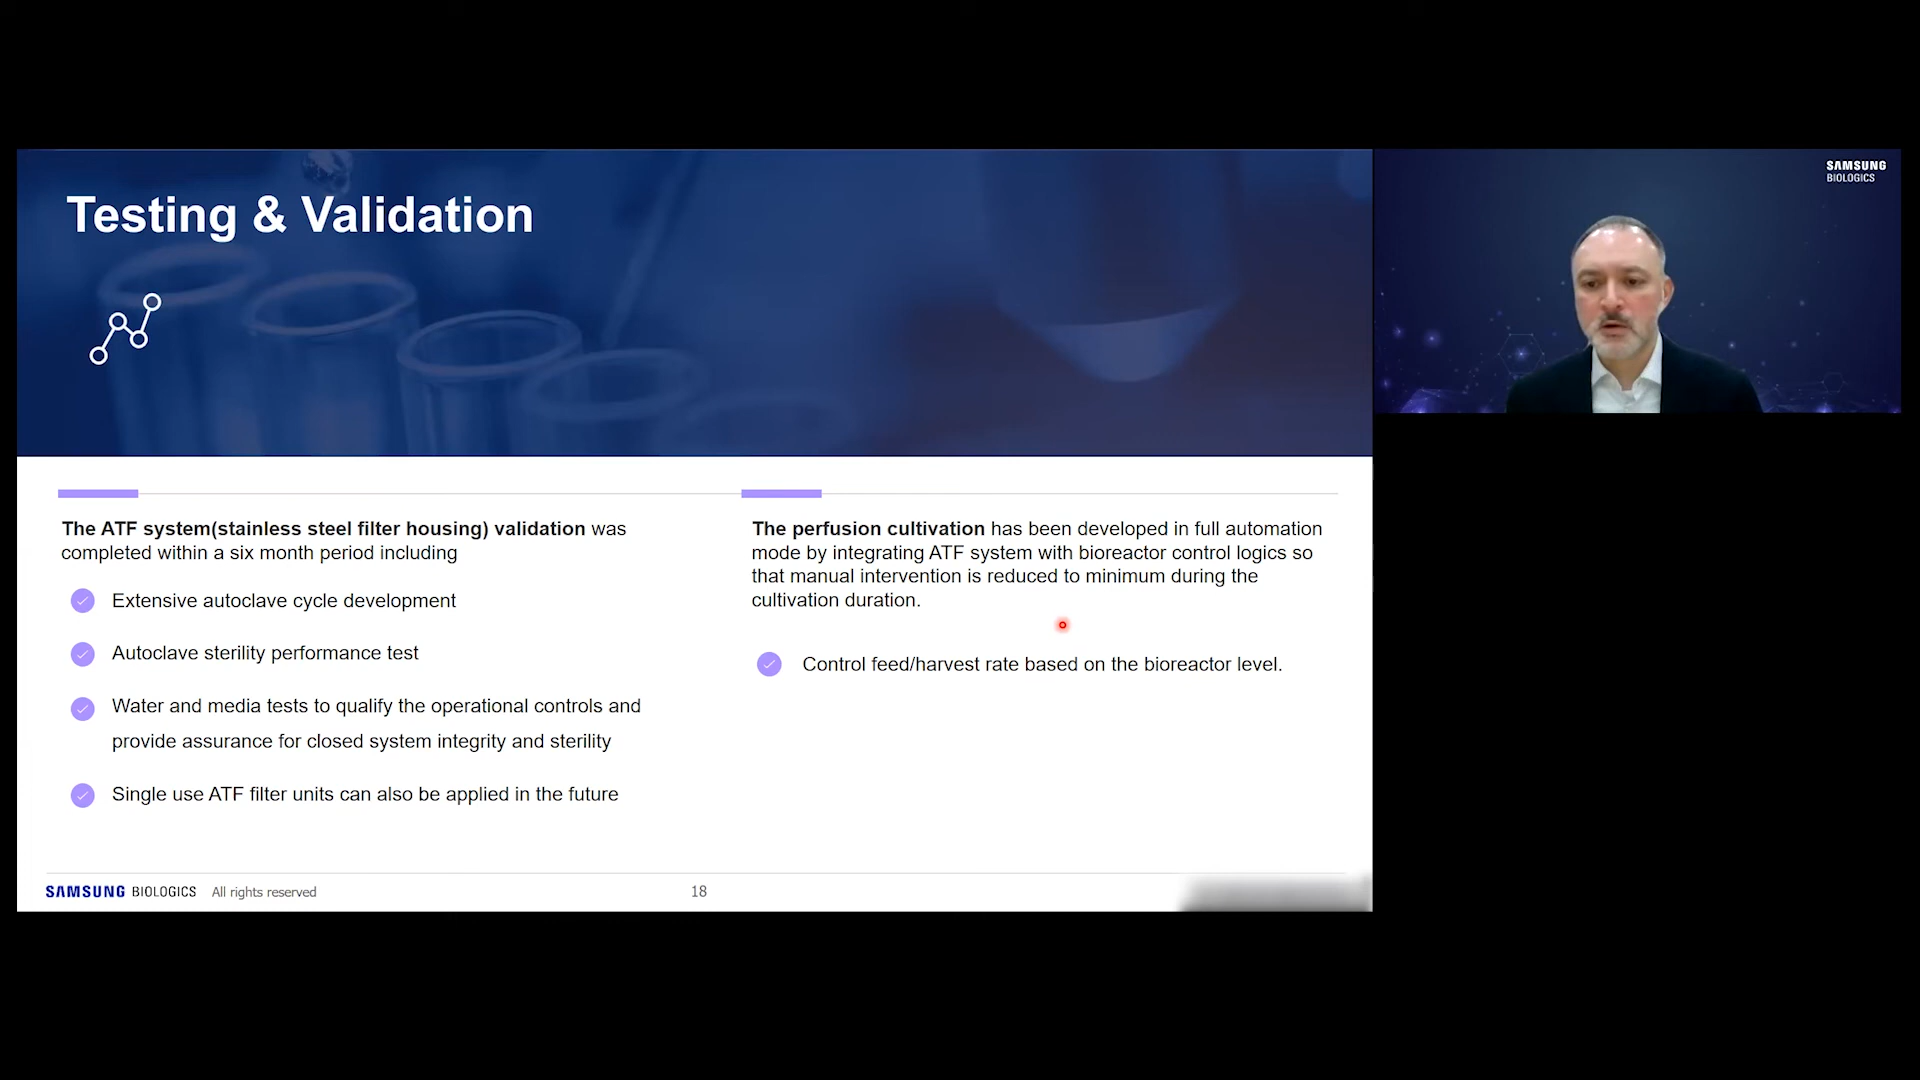 Testing & Validation
SAMSUNG
BIOLOGICS
The ATF system(stainless steel filter housing) validation was
completed within a six month period including
Extensive autoclave cycle development
Autoclave sterility performance test
Water and media tests to qualify the operational controls and
provide assurance for closed system integrity and sterility
Single use ATF filter units can also be applied in the future
The perfusion cultivation has been developed in full automation
mode by integrating ATF system with bioreactor control logics so
that manual intervention is reduced to minimum during the
cultivation duration.
Control feed/harvest rate based on the bioreactor level.
SAMSUNG BIOLOGICS All rights reserved
18